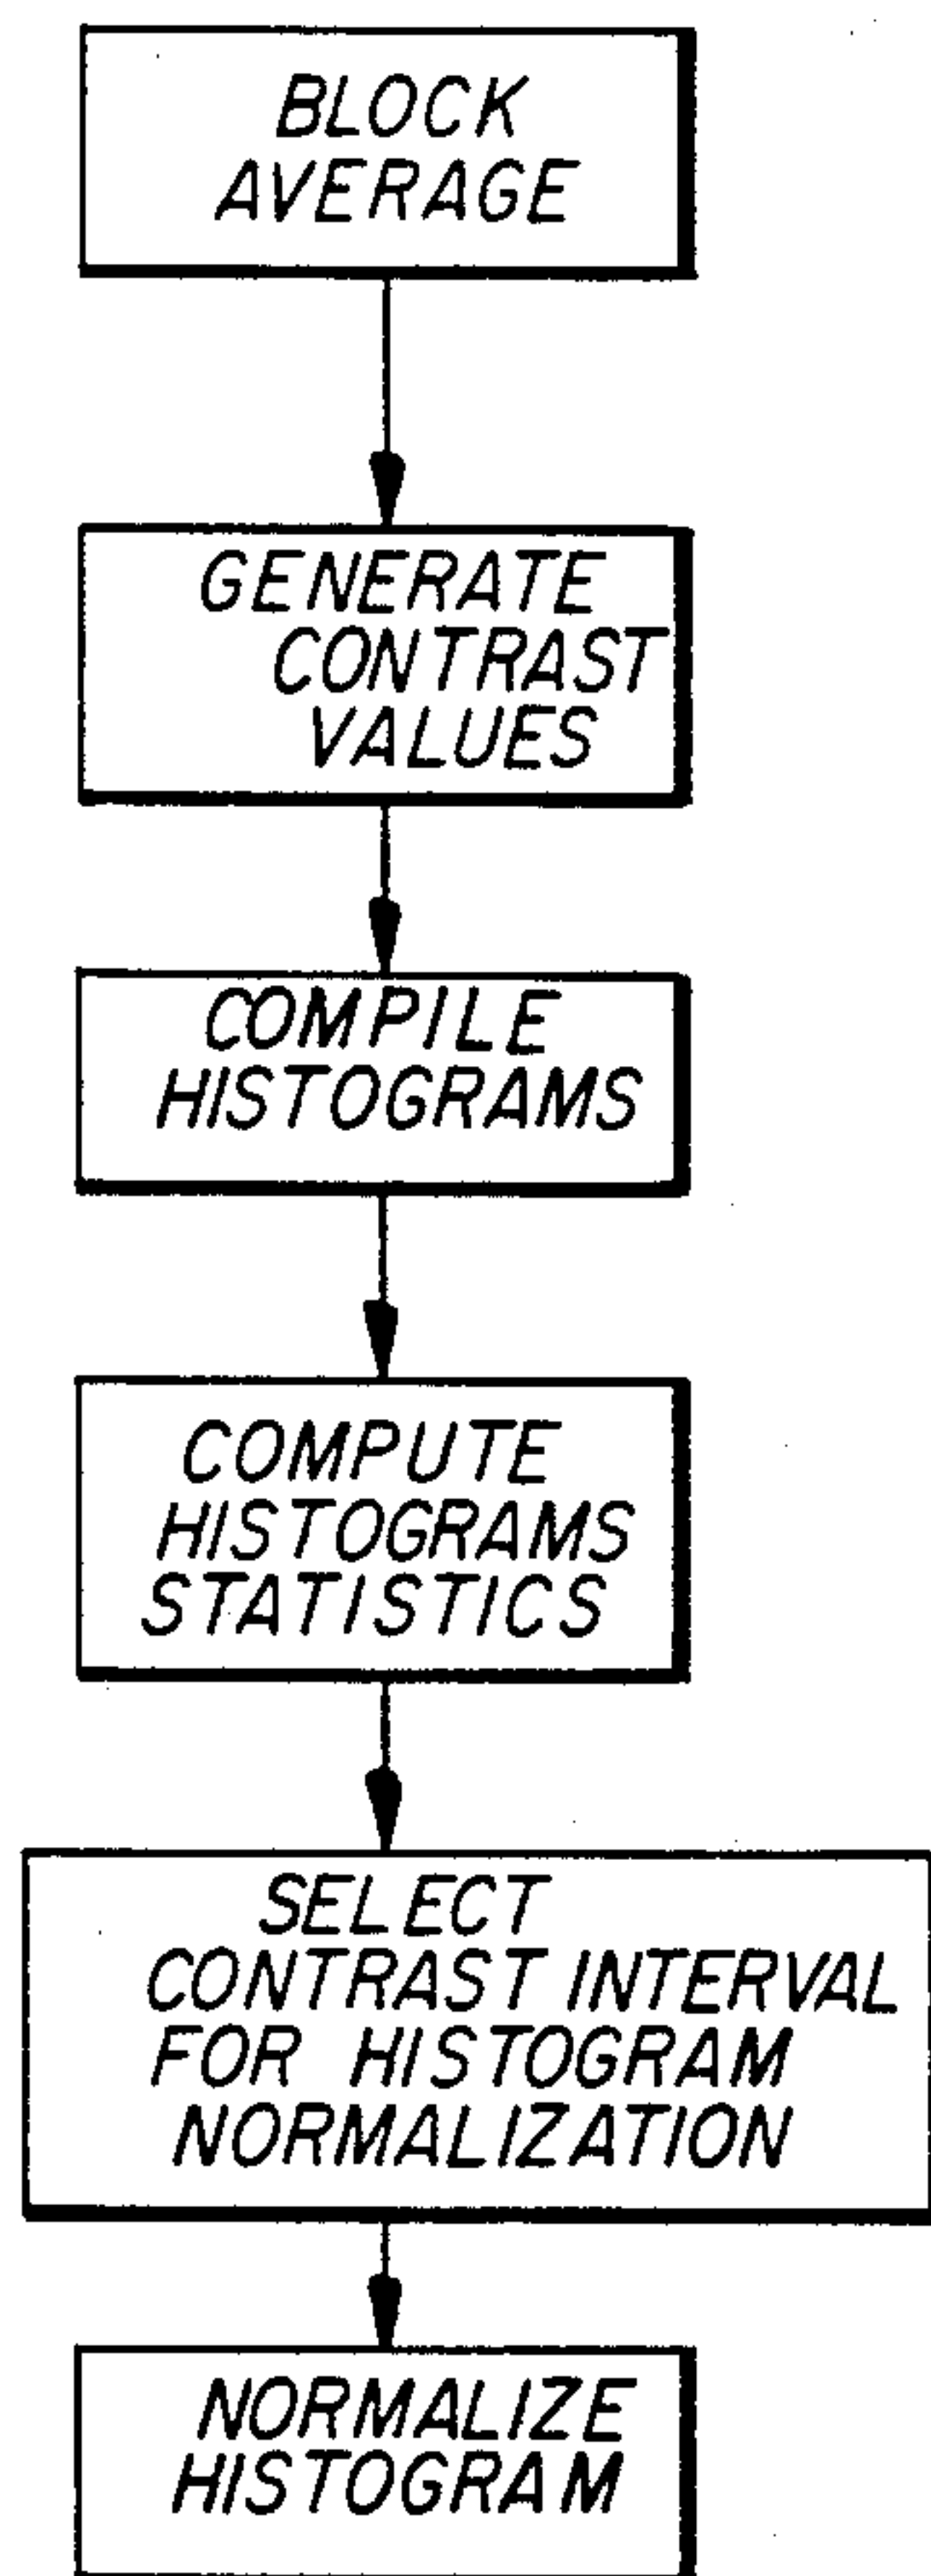 BLOCK
AVERAGE
GENERATE
CONTRAST
VALUES
COMPILE
HISTOGRAMS
COMPUTE
HISTOGRAMS
STATISTICS
SELECT
CONTRAST INTERVAL
FOR HISTOGRAM
NORMALIZATION
NORMALIZE
HISTOGRAM